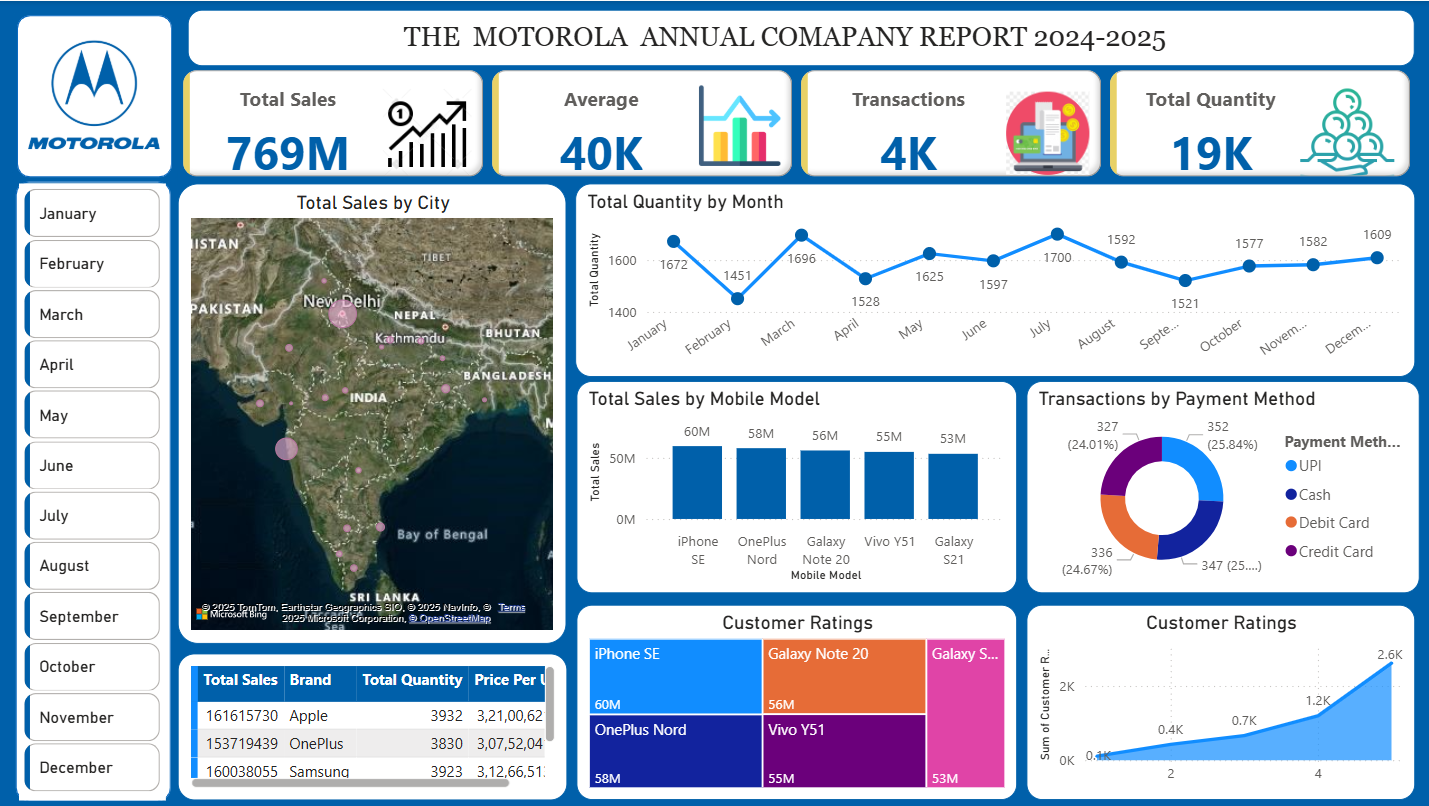 MOTOROLA
THE MOTOROLA ANNUAL COMAPANY REPORT 2024-2025
Total Sales
769M
1
Average
40K
Transactions
4K
Total Quantity
19K
January
February
March
April
May
June
July
August
September
October
November
December
Total Sales by City
ISTAN
TIBET
New Delhi
PAKISTAN
NEPAL
Kathmandu
BHUTAN
BANGLADESH
INDIA
M
Bay of Bengal
SRI LANKA
Sea
© 2025 TomTom, Earthstar Geographics SIO, © 2025 NavInfo, © Terms
Microsoft Bing
2025 Microsoft Corporation, © OpenStreetMap
Total Sales Brand Total Quantity Price Per U
161615730 Apple 3932 3,21,00,62
153719439 OnePlus 3830 3,07,52,04
160038055 Samsung 3923 3,12,66,51
Total Quantity by Month
Total Quantity
1600
1400
1672
1451
1696
1528
1625
1597
1700
1592
1521
1577
1582
1609
January
February
March
April
May
June
July
August
Septe...
October
Novem...
Decem...
Total Sales by Mobile Model
Total Sales
50M
0M
60M
58M
56M
55M
53M
iPhone
SE
OnePlus
Nord
Galaxy
Note 20
Vivo Y51
Galaxy
S21
Mobile Model
Transactions by Payment Method
327
(24.01%)
352
(25.84%)
336
(24.67%)
347 (25....)
Payment Meth...
UPI
Cash
Debit Card
Credit Card
Customer Ratings
iPhone SE
60M
OnePlus Nord
58M
Galaxy Note 20
56M
Vivo Y51
55M
Galaxy S...
53M
Customer Ratings
Sum of Customer R...
2K
0K
0.1K
0.4K
0.7K
1.2K
2.6K
2
4